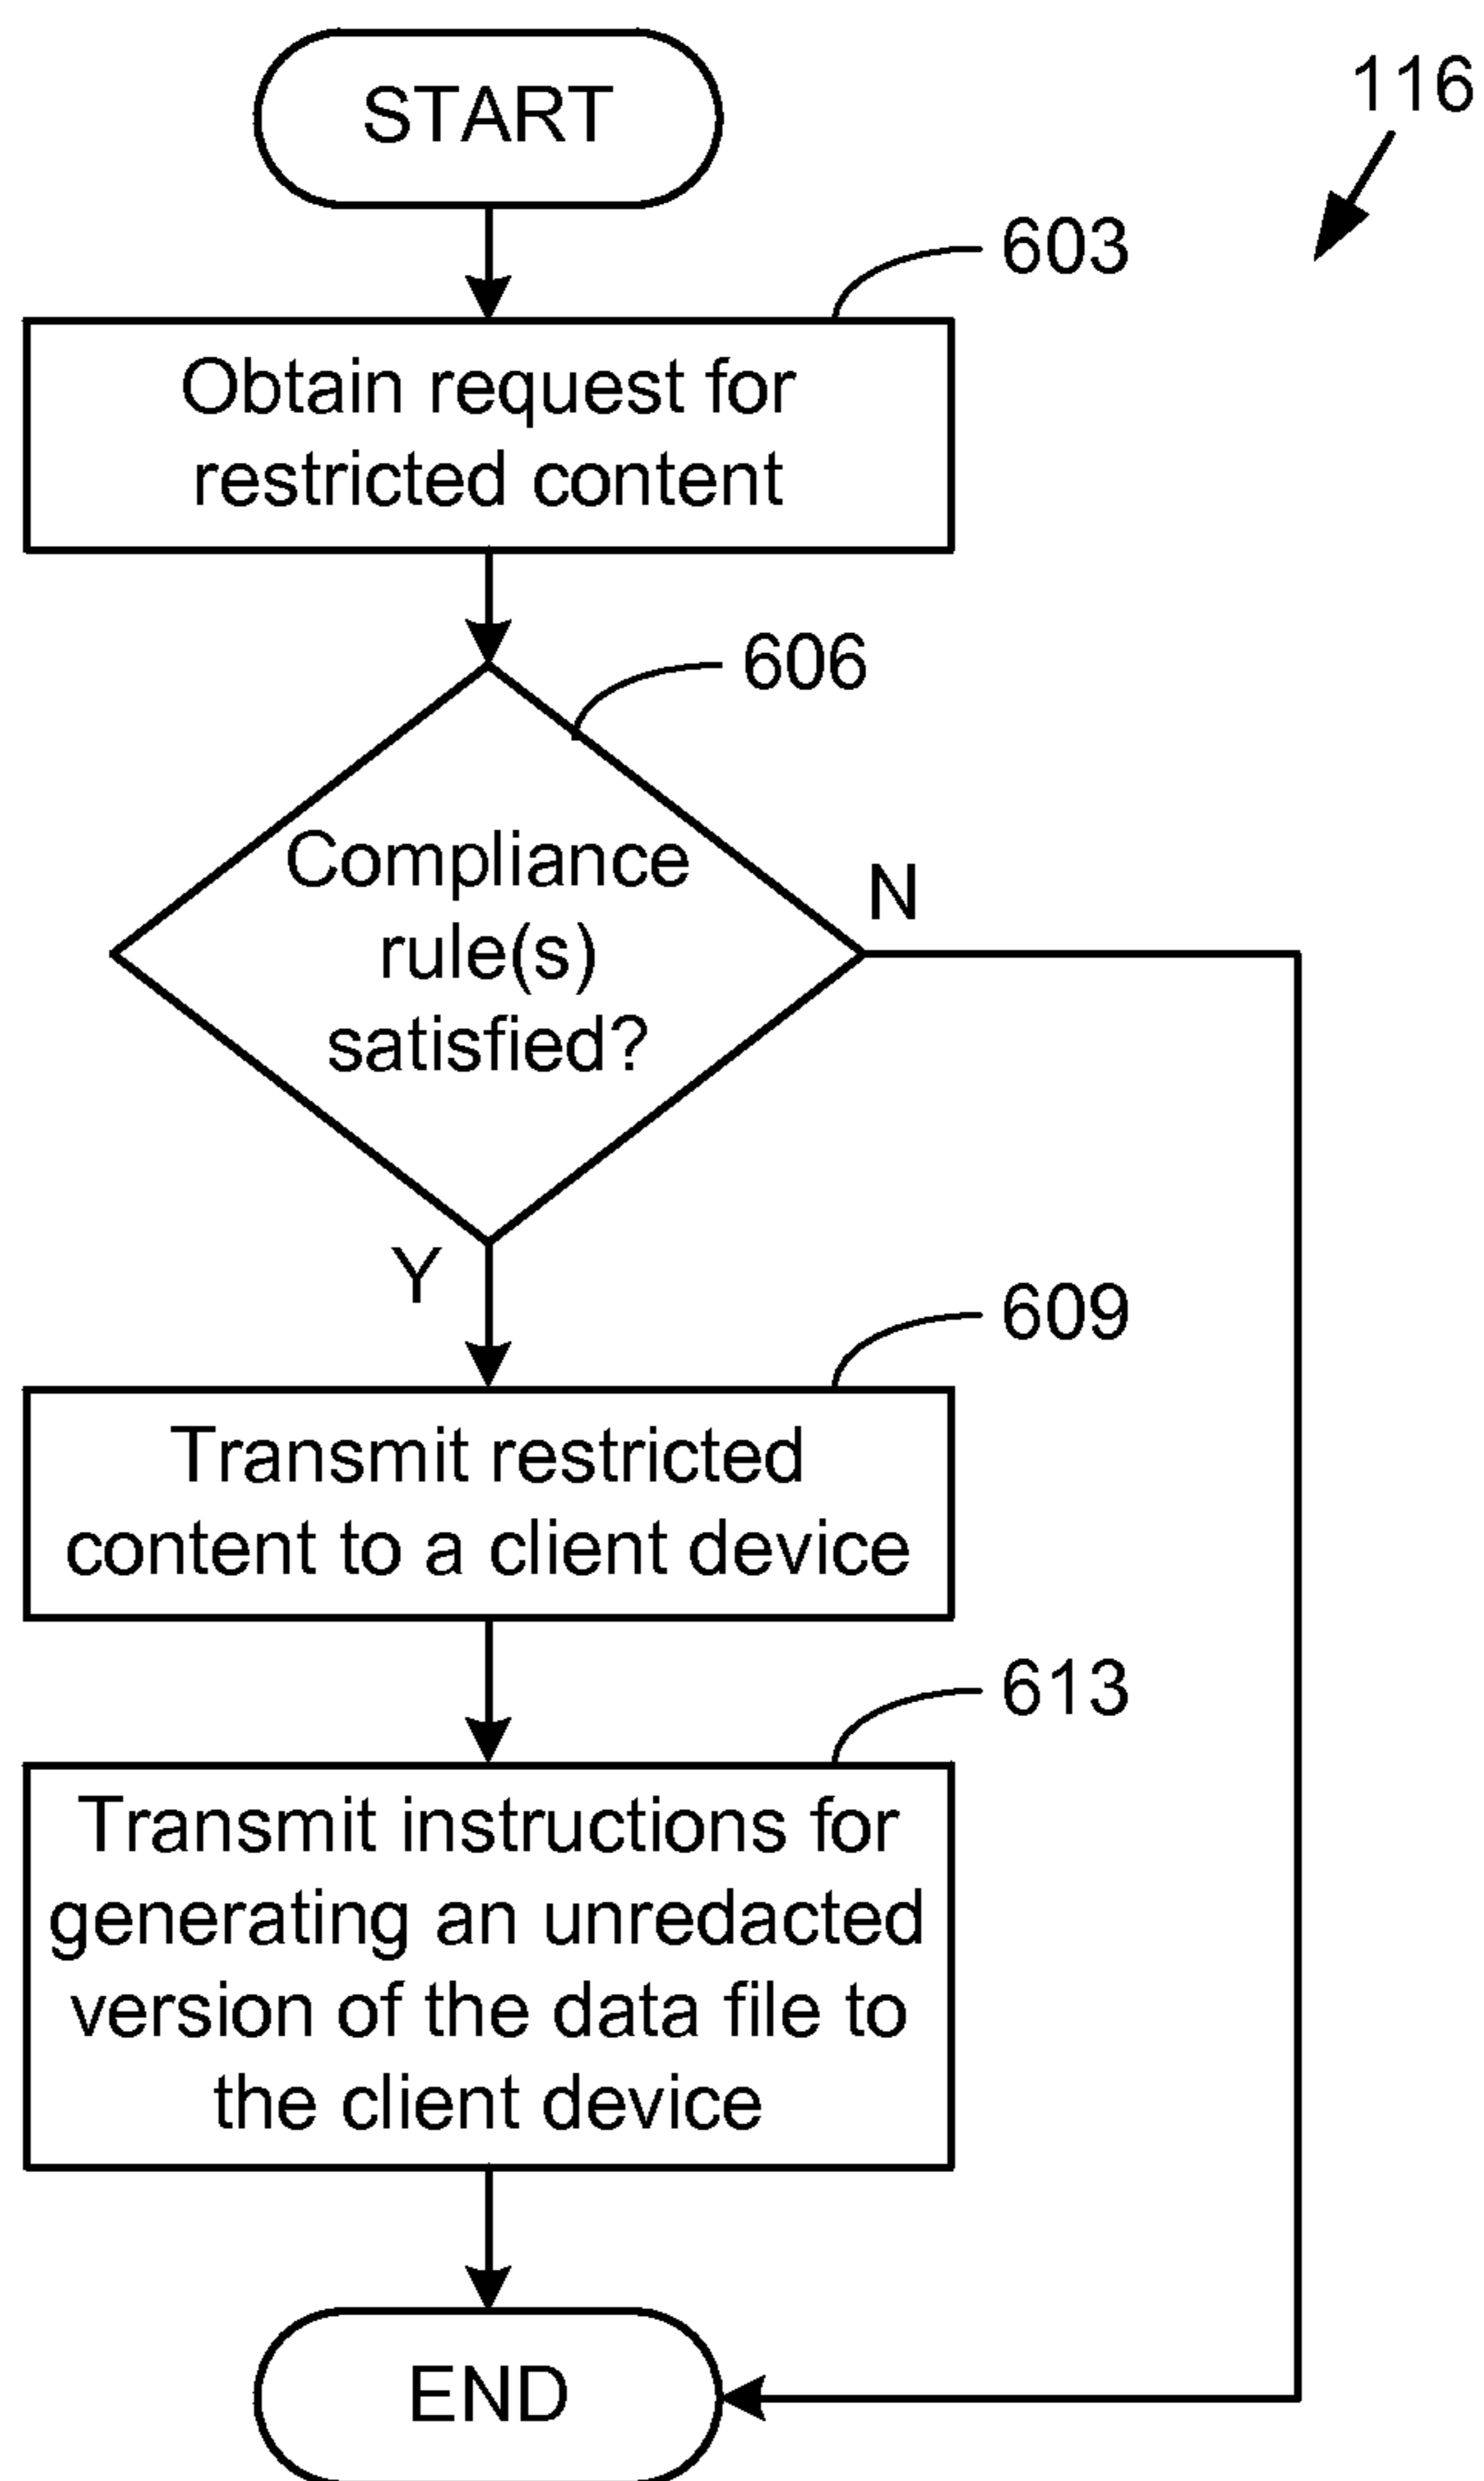 START
116
603
Obtain request for
restricted content
606
Compliance
rule(s)
satisfied?
N
Y
609
Transmit restricted
content to a client device
613
Transmit instructions for
generating an unredacted
version of the data file to
the client device
END